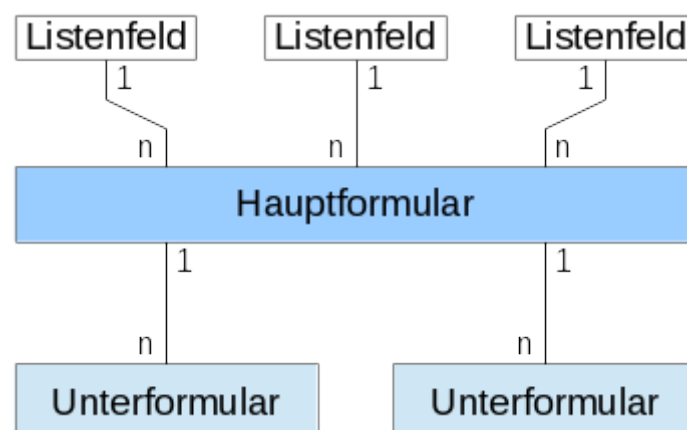 Listenfeld Listenfeld Listenfeld
1 1 1
n n n
Hauptformular
1 1
n n
Unterformular Unterformular